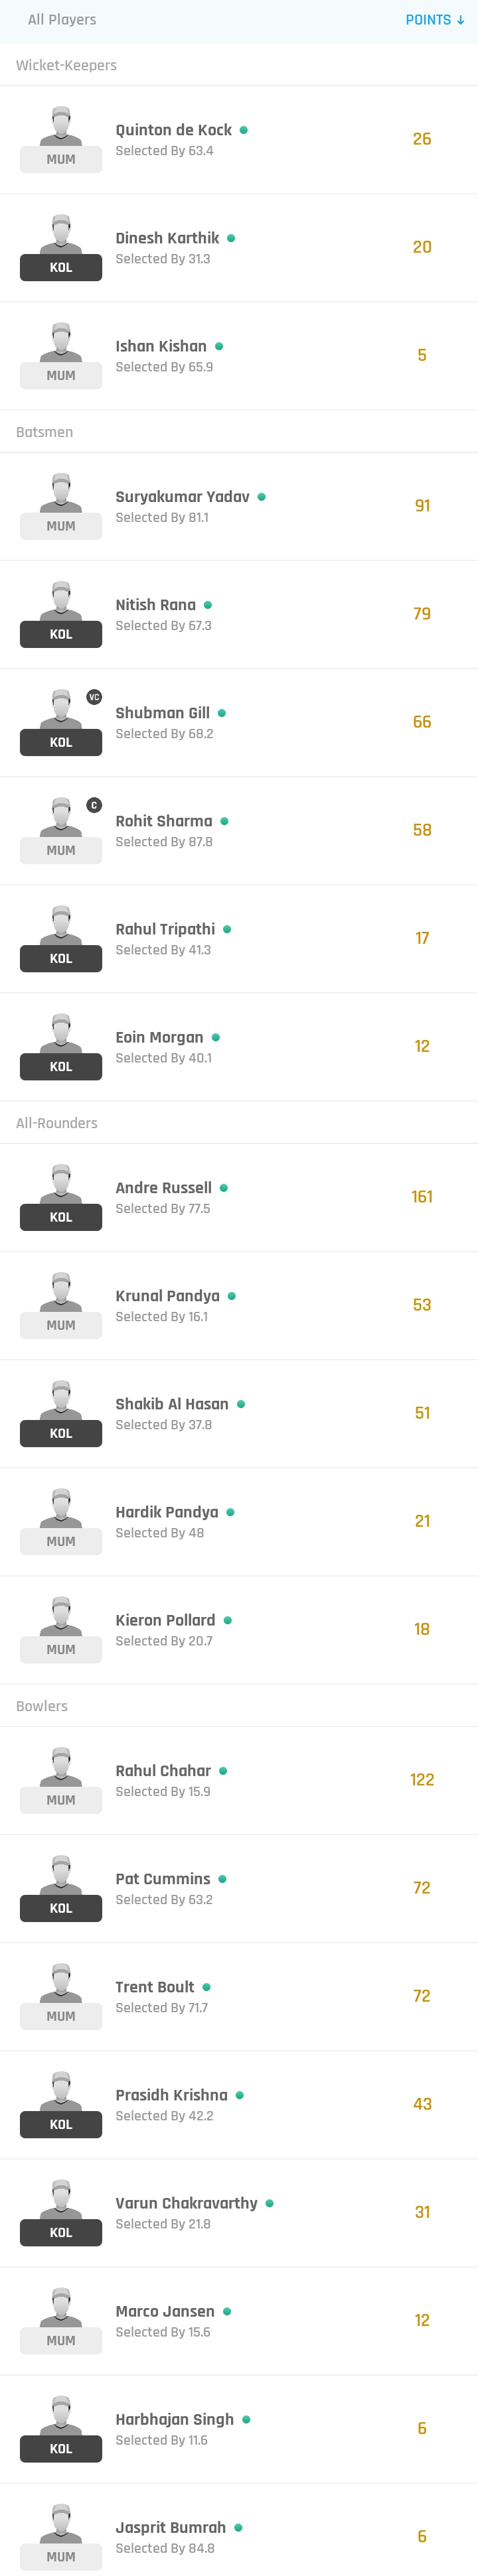 All Players POINTS ↓
Wicket-Keepers
Quinton de Kock
Selected By 63.4
26
MUM
Dinesh Karthik
Selected By 31.3
20
KOL
Ishan Kishan
Selected By 65.9
5
MUM
Batsmen
Suryakumar Yadav
Selected By 81.1
91
MUM
Nitish Rana
Selected By 67.3
79
KOL
VC
Shubman Gill
Selected By 68.2
66
KOL
C
Rohit Sharma
Selected By 87.8
58
MUM
Rahul Tripathi
Selected By 41.3
17
KOL
Eoin Morgan
Selected By 40.1
12
KOL
All-Rounders
Andre Russell
Selected By 77.5
161
KOL
Krunal Pandya
Selected By 16.1
53
MUM
Shakib Al Hasan
Selected By 37.8
51
KOL
Hardik Pandya
Selected By 48
21
MUM
Kieron Pollard
Selected By 20.7
18
MUM
Bowlers
Rahul Chahar
Selected By 15.9
122
MUM
Pat Cummins
Selected By 63.2
72
KOL
Trent Boult
Selected By 71.7
72
MUM
Prasidh Krishna
Selected By 42.2
43
KOL
Varun Chakravarthy
Selected By 21.8
31
KOL
Marco Jansen
Selected By 15.6
12
MUM
Harbhajan Singh
Selected By 11.6
6
KOL
Jasprit Bumrah
Selected By 84.8
6
MUM